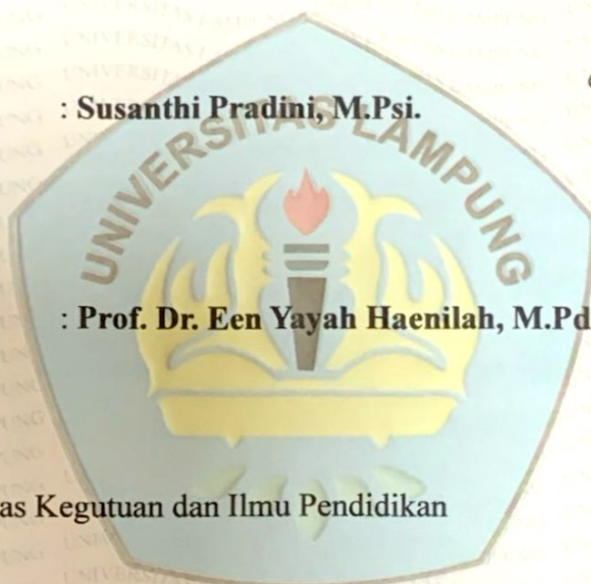 : Susanthi Pradini, M.Psi.
UNIVERSITAS LAMPUNG
: Prof. Dr. Een Yayah Haenilah, M.Pd
as Kegutuan dan Ilmu Pendidikan